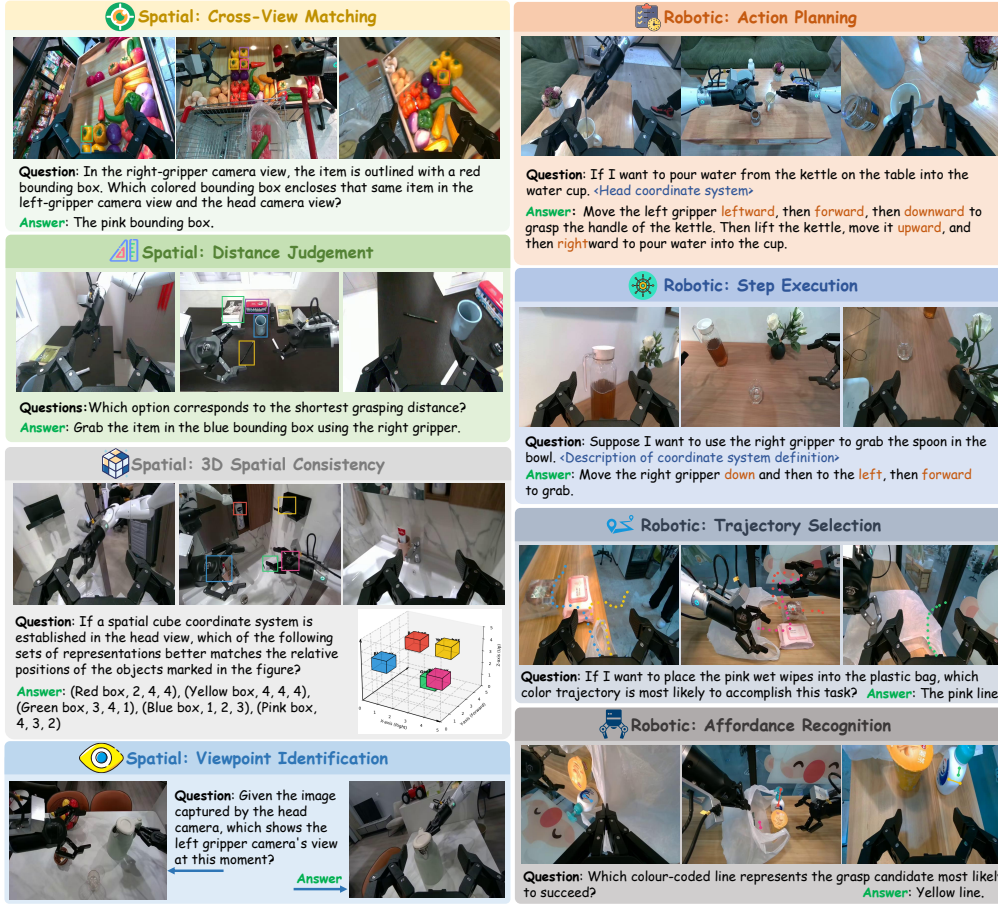 Spatial: Cross-View Matching
Question: In the right-gripper camera view, the item is outlined with a red
bounding box. Which colored bounding box encloses that same item in the
left-gripper camera view and the head camera view?
Answer: The pink bounding box.
Spatial: Distance Judgement
Questions:Which option corresponds to the shortest grasping distance?
Answer: Grab the item in the blue bounding box using the right gripper.
Spatial: 3D Spatial Consistency
Question: If a spatial cube coordinate system is
established in the head view, which of the following
sets of representations better matches the relative
positions of the objects marked in the figure?
Answer: (Red box, 2, 4, 4), (Yellow box, 4, 4, 4),
(Green box, 3, 4, 1), (Blue box, 1, 2, 3), (Pink box,
4, 3, 2)
X-axis (Right)
Y-axis (Forward)
Z-axis (Up)
Spatial: Viewpoint Identification
Question: Given the image
captured by the head
camera, which shows the
left gripper camera's view
at this moment?
Answer
Robotic: Action Planning
Question: If I want to pour water from the kettle on the table into the
water cup. <Head coordinate system>
Answer: Move the left gripper leftward, then forward, then downward to
grasp the handle of the kettle. Then lift the kettle, move it upward, and
then rightward to pour water into the cup.
Robotic: Step Execution
Question: Suppose I want to use the right gripper to grab the spoon in the
bowl. <Description of coordinate system definition>
Answer: Move the right gripper down and then to the left, then forward
to grab.
Robotic: Trajectory Selection
Question: If I want to place the pink wet wipes into the plastic bag, which
color trajectory is most likely to accomplish this task? Answer: The pink line
Robotic: Affordance Recognition
Question: Which colour-coded line represents the grasp candidate most likely
to succeed? Answer: Yellow line.